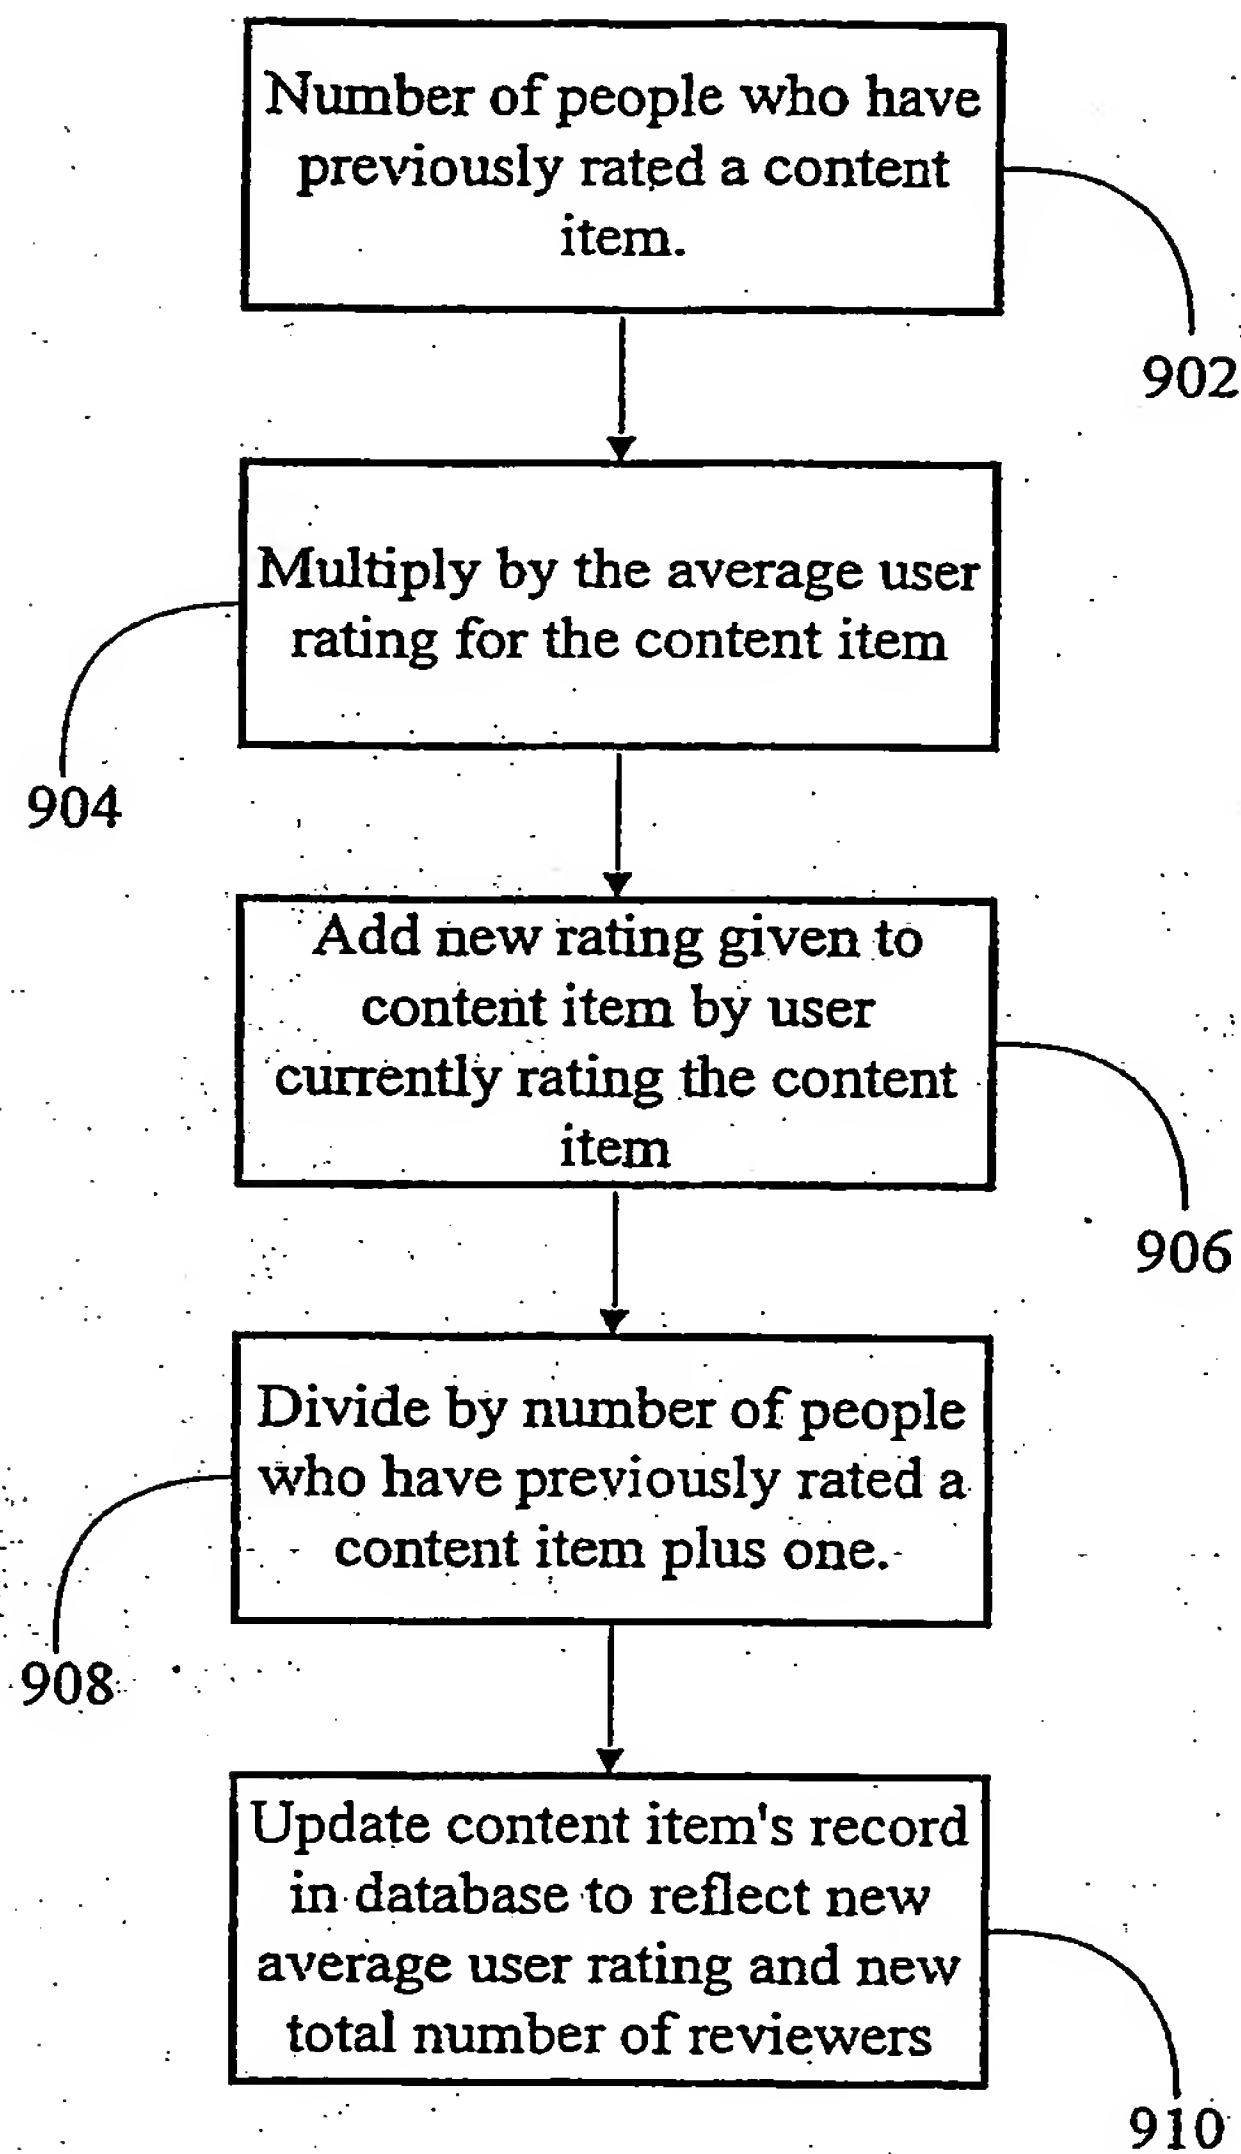 Number of people who have
previously rated a content
item.
902
Multiply by the average user
rating for the content item
904
Add new rating given to
content item by user
currently rating the content
item
906
Divide by number of people
who have previously rated a
content item plus one.
908
Update content item's record
in database to reflect new
average user rating and new
total number of reviewers
910